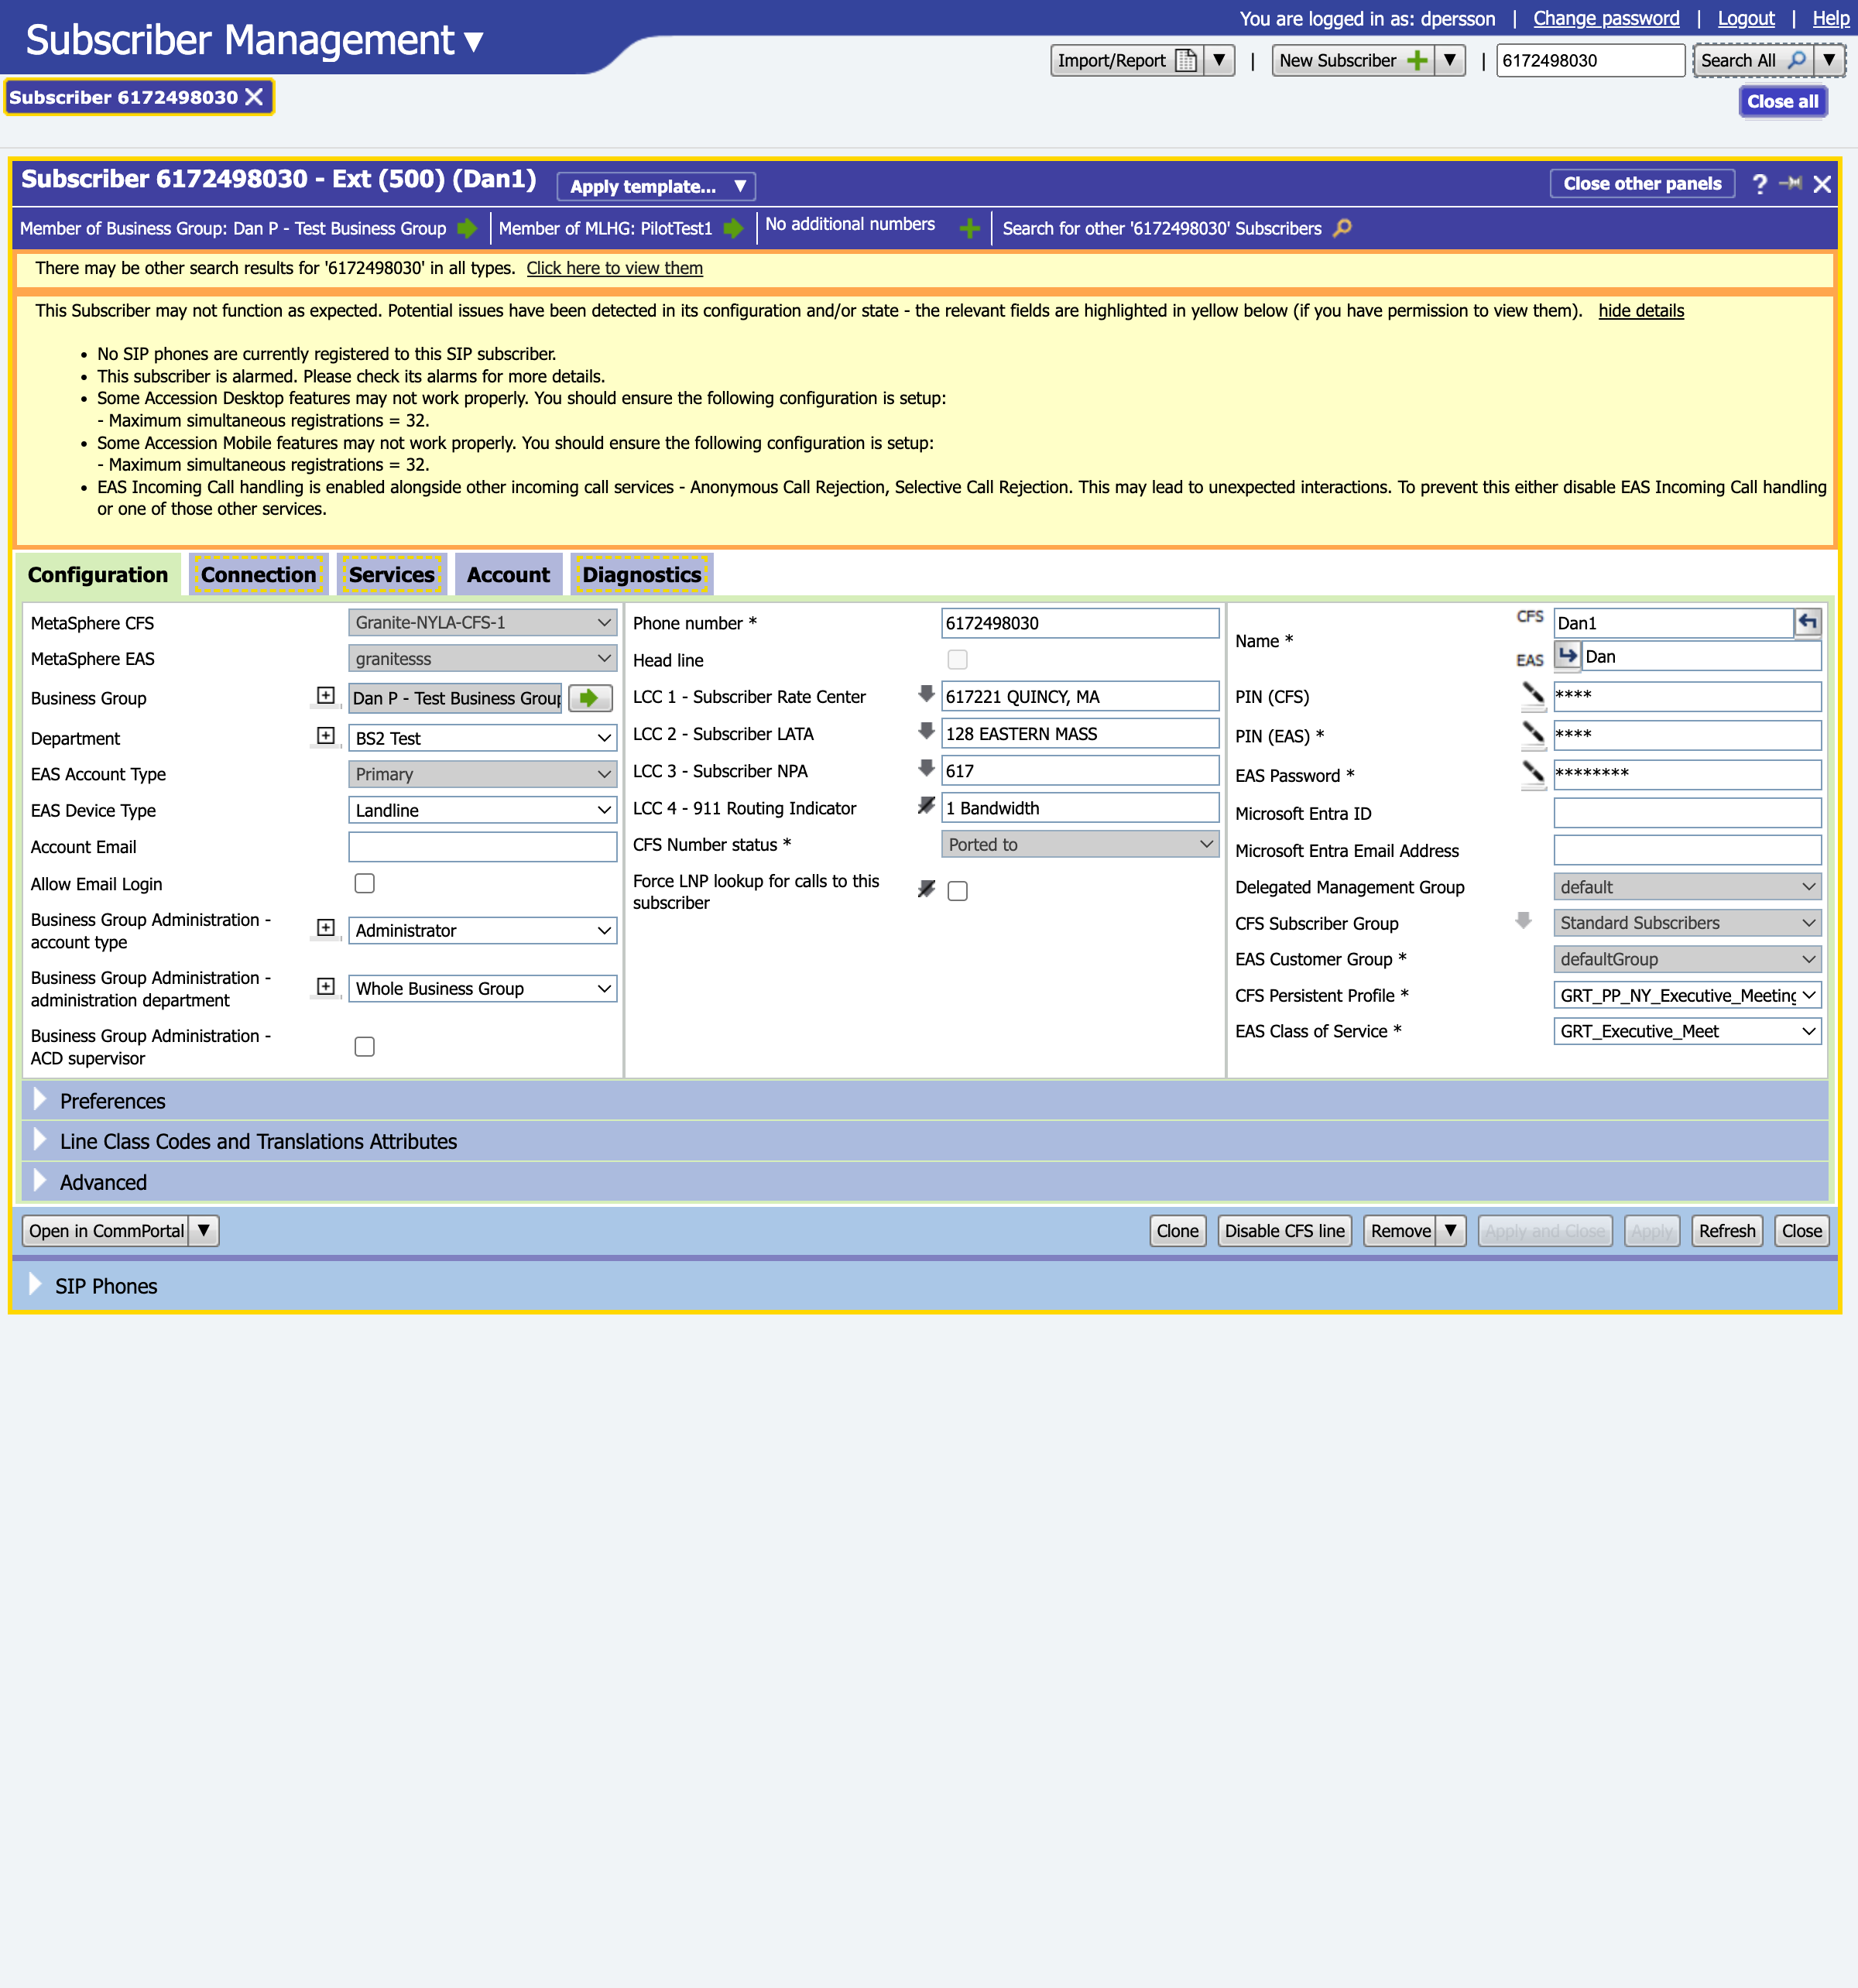 Subscriber Management ▼
You are logged in as: dpersson | Change password | Logout | Help
Import/Report ▼ | New Subscriber ▼ | 6172498030 Search All ▼
Subscriber 6172498030 X
Close all
Subscriber 6172498030 - Ext (500) (Dan1) Apply template... ▼ Close other panels ? X
Member of Business Group: Dan P - Test Business Group | Member of MLHG: PilotTest1 | No additional numbers | Search for other '6172498030' Subscribers
There may be other search results for '6172498030' in all types. Click here to view them
This Subscriber may not function as expected. Potential issues have been detected in its configuration and/or state - the relevant fields are highlighted in yellow below (if you have permission to view them). hide details
• No SIP phones are currently registered to this SIP subscriber.
• This subscriber is alarmed. Please check its alarms for more details.
• Some Accession Desktop features may not work properly. You should ensure the following configuration is setup:
- Maximum simultaneous registrations = 32.
• Some Accession Mobile features may not work properly. You should ensure the following configuration is setup:
- Maximum simultaneous registrations = 32.
• EAS Incoming Call handling is enabled alongside other incoming call services - Anonymous Call Rejection, Selective Call Rejection. This may lead to unexpected interactions. To prevent this either disable EAS Incoming Call handling
or one of those other services.
Configuration Connection Services Account Diagnostics
MetaSphere CFS Granite-NYLA-CFS-1
MetaSphere EAS granitesss
Business Group Dan P - Test Business Group
Department BS2 Test
EAS Account Type Primary
EAS Device Type Landline
Account Email
Allow Email Login
Business Group Administration -
account type Administrator
Business Group Administration -
administration department Whole Business Group
Business Group Administration -
ACD supervisor
Phone number * 6172498030
Head line
LCC 1 - Subscriber Rate Center 617221 QUINCY, MA
LCC 2 - Subscriber LATA 128 EASTERN MASS
LCC 3 - Subscriber NPA 617
LCC 4 - 911 Routing Indicator 1 Bandwidth
CFS Number status * Ported to
Force LNP lookup for calls to this
subscriber
Name * CFS Dan1
EAS Dan
PIN (CFS) ****
PIN (EAS) * ****
EAS Password * ********
Microsoft Entra ID
Microsoft Entra Email Address
Delegated Management Group default
CFS Subscriber Group Standard Subscribers
EAS Customer Group * defaultGroup
CFS Persistent Profile * GRT_PP_NY_Executive_Meeting
EAS Class of Service * GRT_Executive_Meet
Preferences
Line Class Codes and Translations Attributes
Advanced
Open in CommPortal ▼ Clone Disable CFS line Remove ▼ Apply and Close Apply Refresh Close
SIP Phones